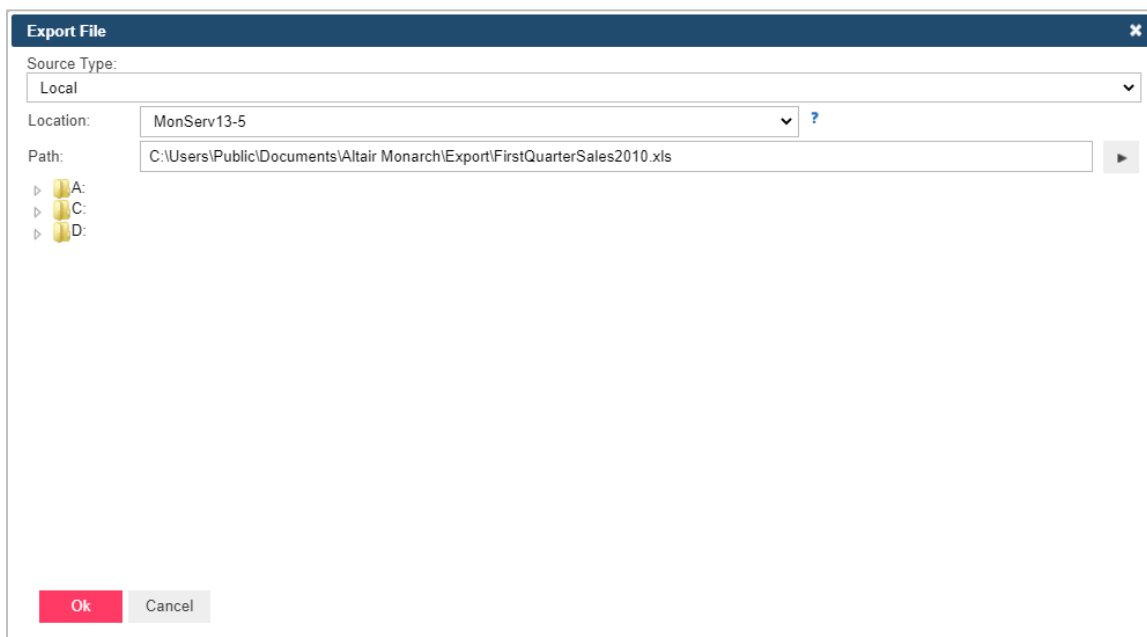 Export File
Source Type:
Local
Location: MonServ13-5 ?
Path: C:\Users\Public\Documents\Altair Monarch\Export\FirstQuarterSales2010.xls
A:
C:
D:
Ok Cancel